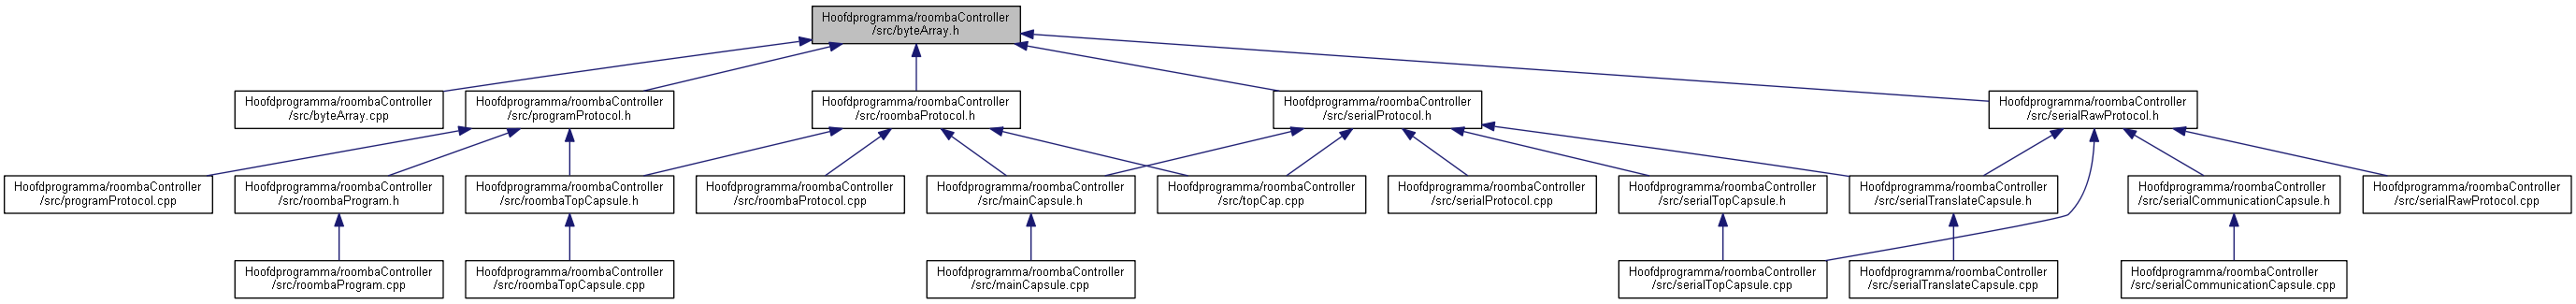 Hoofdprogramma/roombaController
/src/byteArray.h
Hoofdprogramma/roombaController
/src/byteArray.cpp
Hoofdprogramma/roombaController
/src/programProtocol.h
Hoofdprogramma/roombaController
/src/roombaProtocol.h
Hoofdprogramma/roombaController
/src/serialProtocol.h
Hoofdprogramma/roombaController
/src/serialRawProtocol.h
Hoofdprogramma/roombaController
/src/programProtocol.cpp
Hoofdprogramma/roombaController
/src/roombaProgram.h
Hoofdprogramma/roombaController
/src/roombaTopCapsule.h
Hoofdprogramma/roombaController
/src/roombaProtocol.cpp
Hoofdprogramma/roombaController
/src/mainCapsule.h
Hoofdprogramma/roombaController
/src/topCap.cpp
Hoofdprogramma/roombaController
/src/serialProtocol.cpp
Hoofdprogramma/roombaController
/src/serialTopCapsule.h
Hoofdprogramma/roombaController
/src/serialTranslateCapsule.h
Hoofdprogramma/roombaController
/src/serialCommunicationCapsule.h
Hoofdprogramma/roombaController
/src/serialRawProtocol.cpp
Hoofdprogramma/roombaController
/src/roombaProgram.cpp
Hoofdprogramma/roombaController
/src/roombaTopCapsule.cpp
Hoofdprogramma/roombaController
/src/mainCapsule.cpp
Hoofdprogramma/roombaController
/src/serialTopCapsule.cpp
Hoofdprogramma/roombaController
/src/serialTranslateCapsule.cpp
Hoofdprogramma/roombaController
/src/serialCommunicationCapsule.cpp